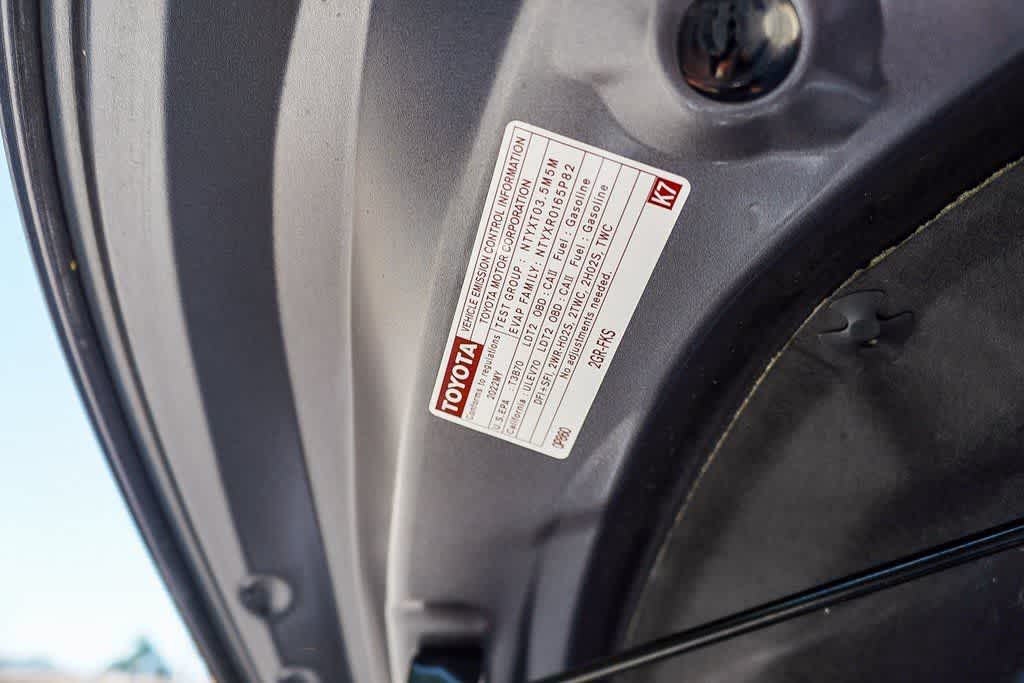 TOYOTA VEHICLE EMISSION CONTROL INFORMATION
TOYOTA MOTOR CORPORATION
Conforms to regulations
2022MY
TEST GROUP : NTYXT03.5M5M
EVAP FAMILY: NTYXR0165P82
U.S.EPA : T3B70 LDT2 OBD : CAII Fuel : Gasoline
California : ULEV70 LDT2 OBD : CAII Fuel : Gasoline
DFI+SFI, 2WR-HO2S, 2TWC, 2HO2S, TWC
No adjustments needed.
2GR-FKS
0P860
K7